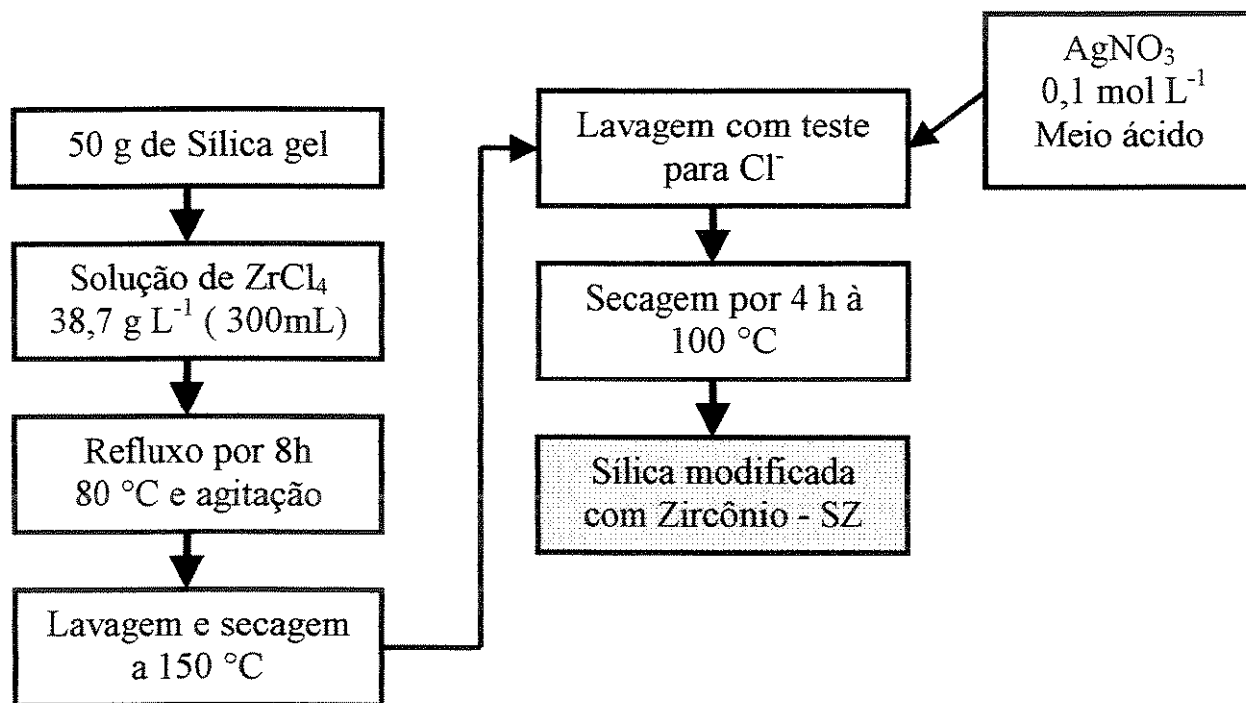 50 g de Sílica gel
Solução de ZrCl₄
38,7 g L⁻¹ ( 300mL)
Refluxo por 8h
80 °C e agitação
Lavagem e secagem
a 150 °C
Lavagem com teste
para Cl⁻
Secagem por 4 h à
100 °C
Sílica modificada
com Zircônio - SZ
AgNO₃
0,1 mol L⁻¹
Meio ácido